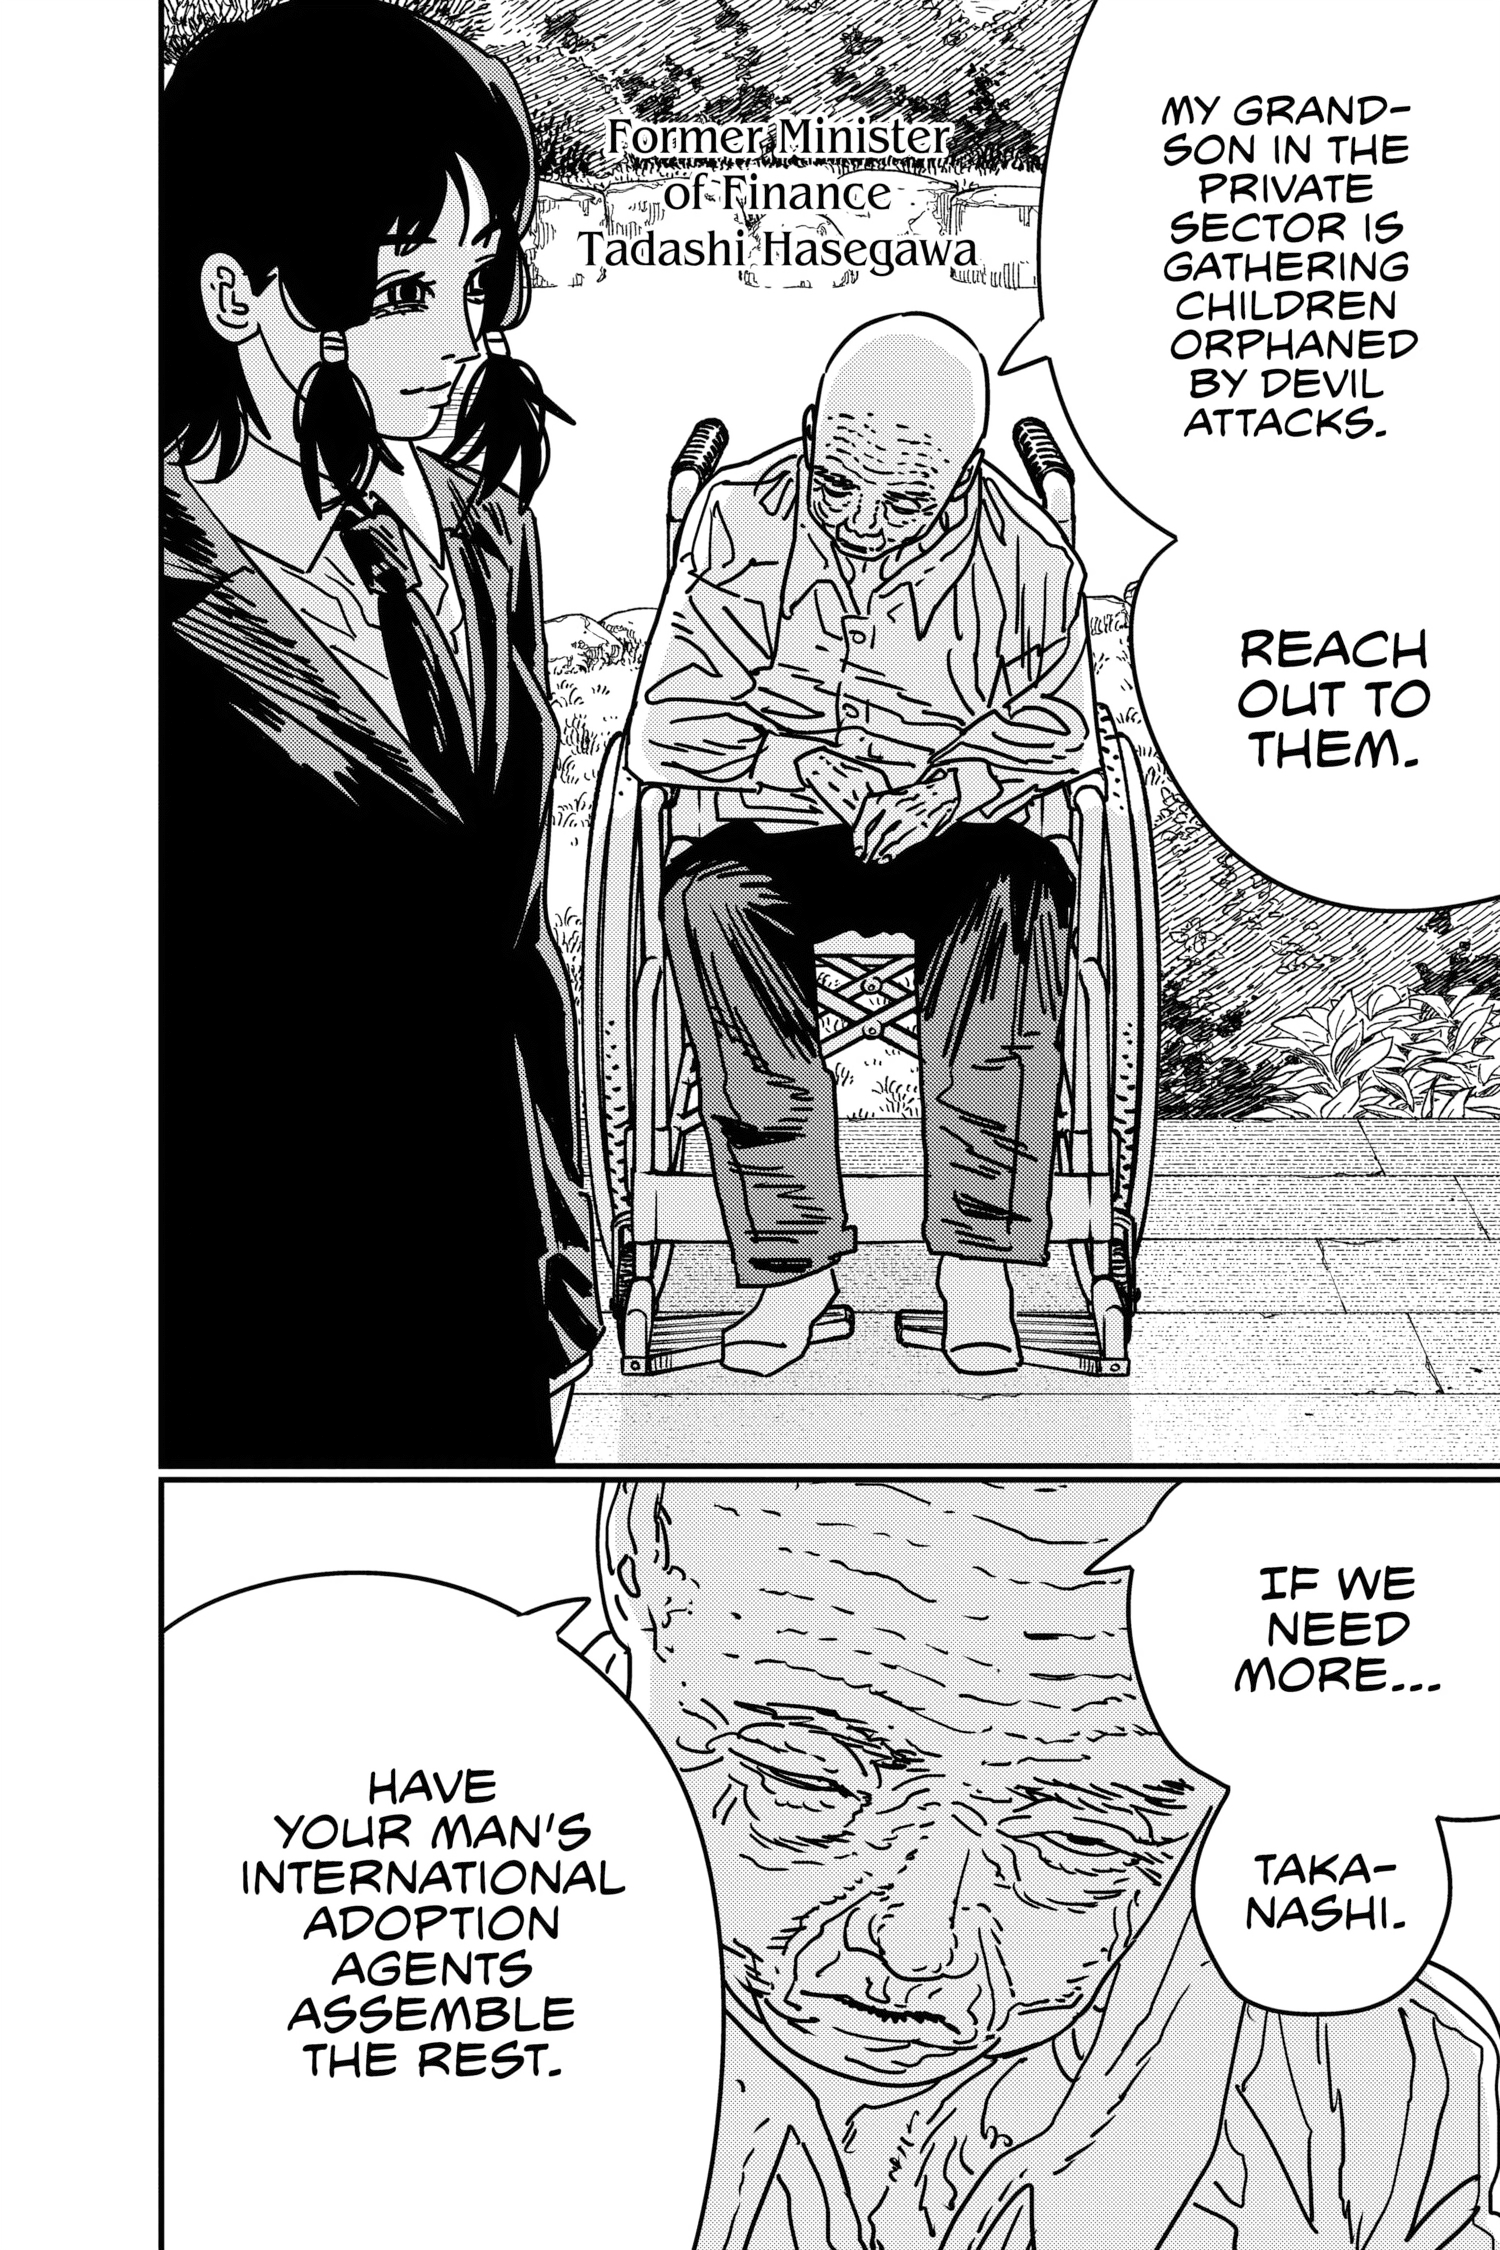 MY GRAND-
SON IN THE
PRIVATE
SECTOR IS
GATHERING
CHILDREN
ORPHANED
BY DEVIL
ATTACKS.
REACH
OUT TO
THEM.
Former Minister
of Finance
Tadashi Hasegawa
IF WE
NEED
MORE...
TAKA-
NASHI.
HAVE
YOUR MAN'S
INTERNATIONAL
ADOPTION
AGENTS
ASSEMBLE
THE REST.